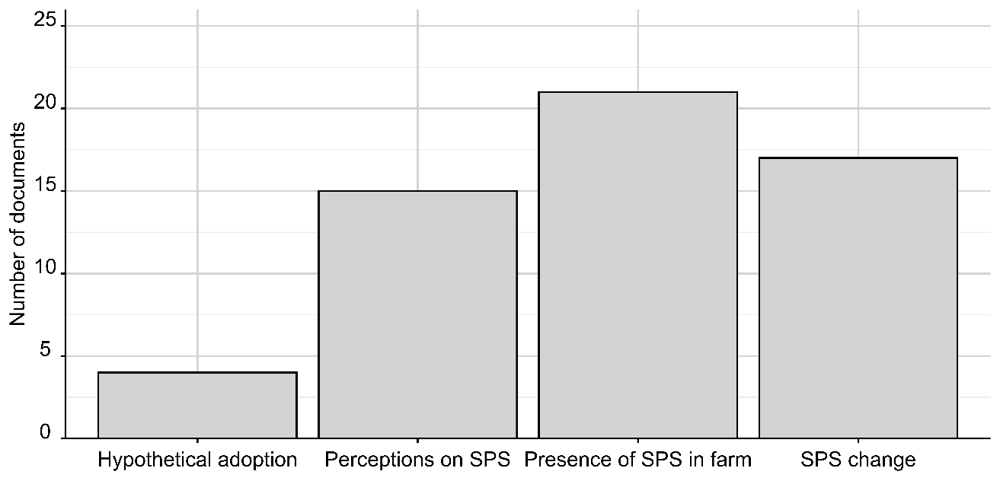 25
20
15
10
5
0
Number of documents
Hypothetical adoption
Perceptions on SPS
Presence of SPS in farm
SPS change